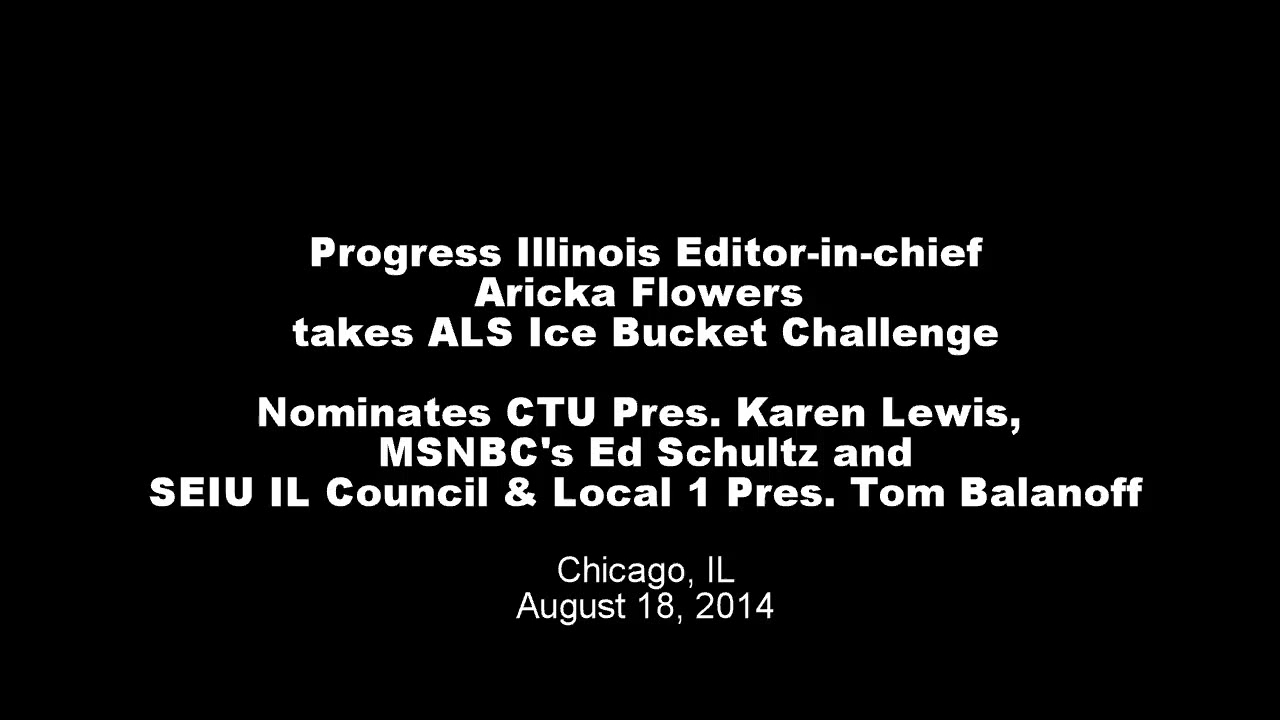 Progress Illinois Editor-in-chief
Aricka Flowers
takes ALS Ice Bucket Challenge
Nominates CTU Pres. Karen Lewis,
MSNBC's Ed Schultz and
SEIU IL Council & Local 1 Pres. Tom Balanoff
Chicago, IL
August 18, 2014